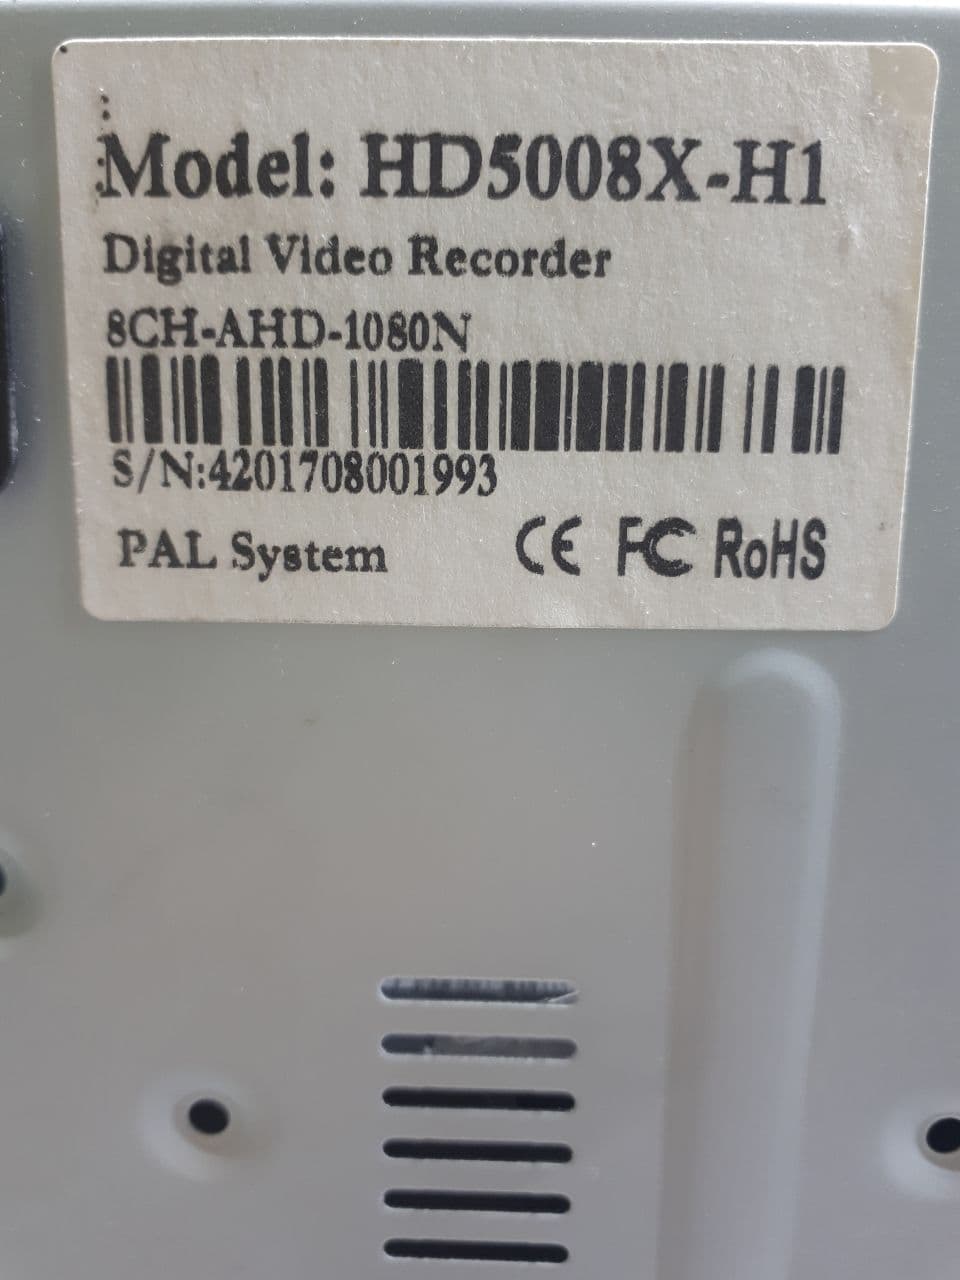 Model: HD5008X-H1
Digital Video Recorder
8CH-AHD-1080N
S/N:4201708001993
PAL System CE FC RoHS